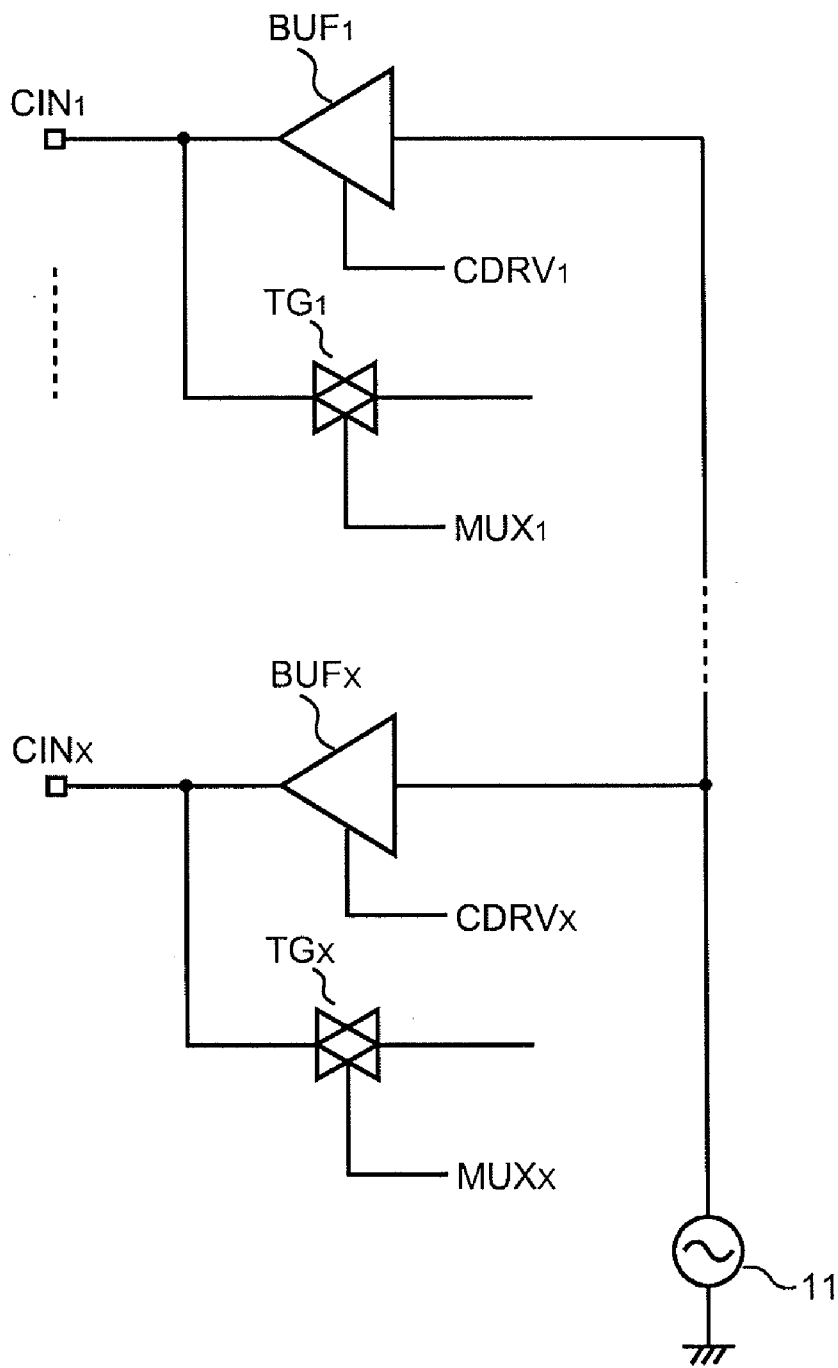 BUF1
CIN1
CDRV1
TG1
MUX1
BUFX
CINX
CDRVX
TGX
MUXX
11